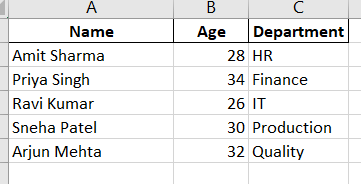 A B C
Name Age Department
Amit Sharma 28 HR
Priya Singh 34 Finance
Ravi Kumar 26 IT
Sneha Patel 30 Production
Arjun Mehta 32 Quality